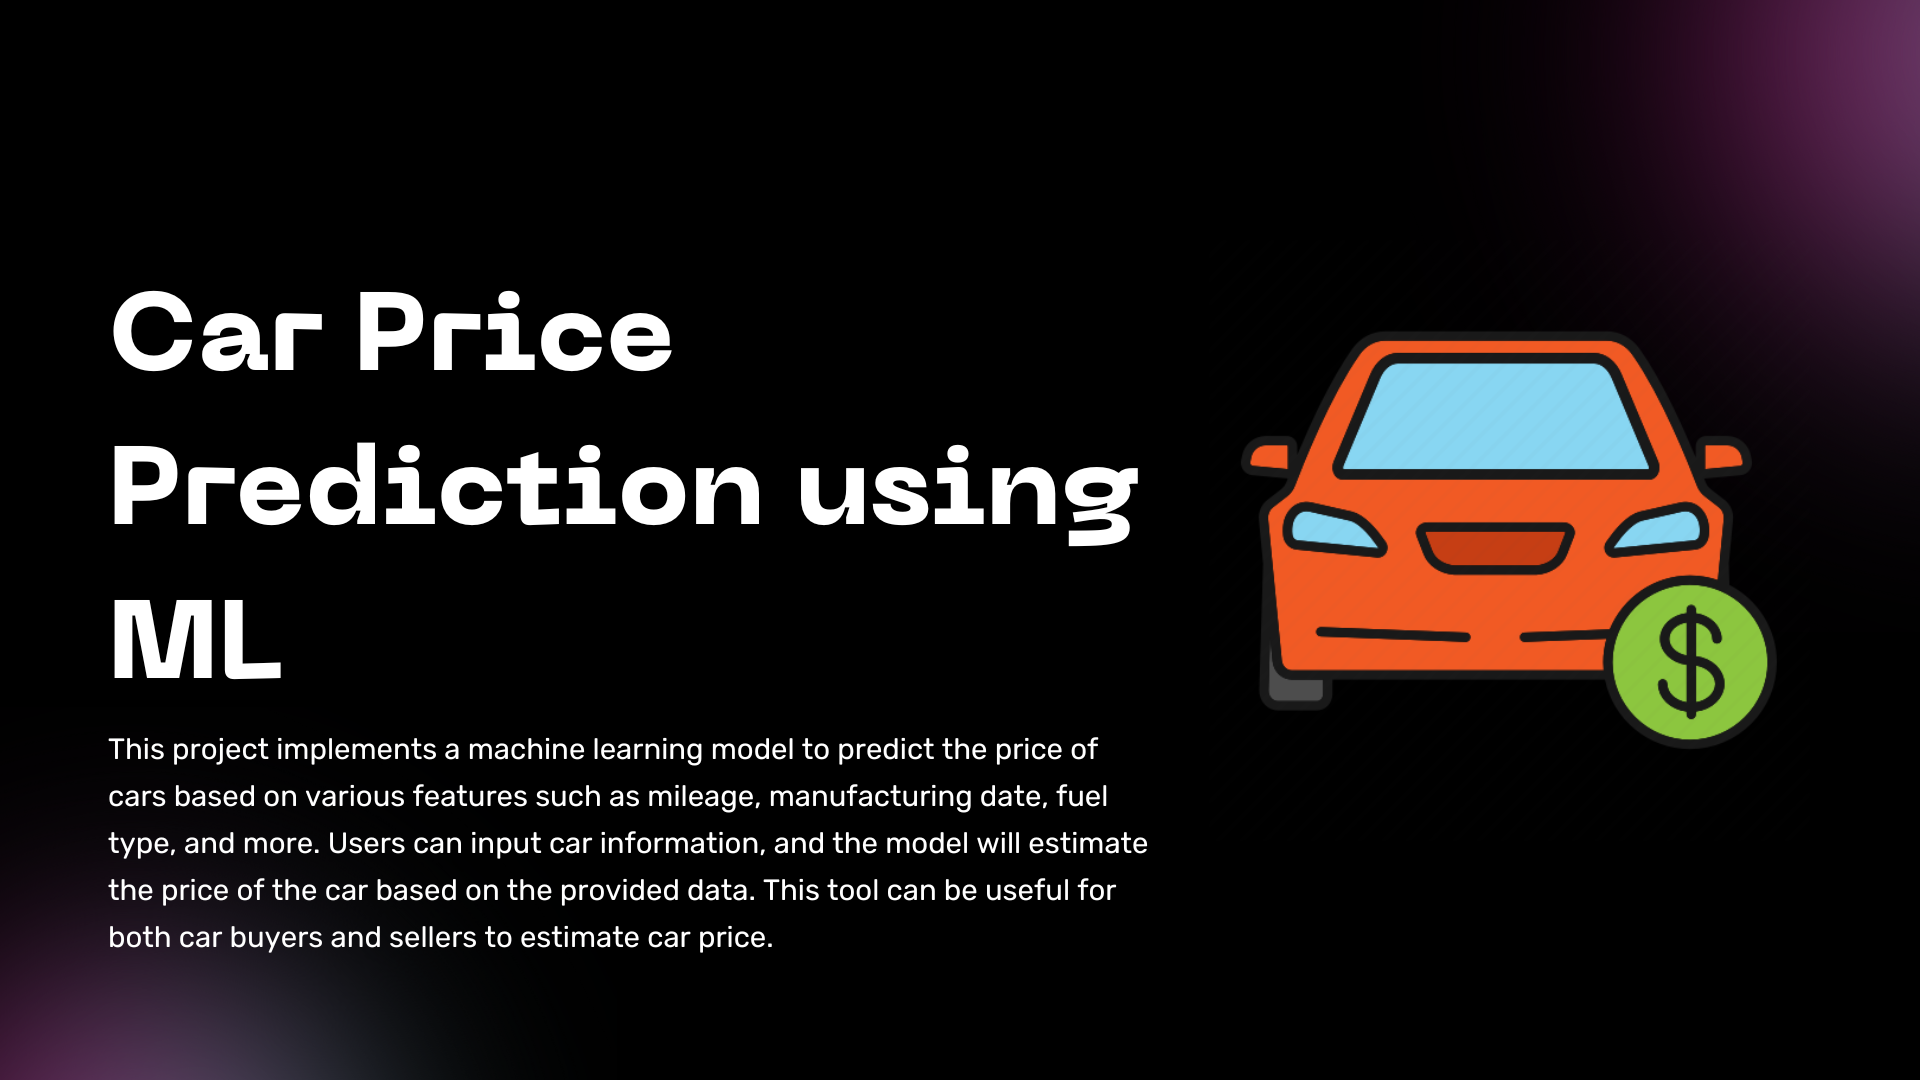 Car Price
Prediction using
ML
This project implements a machine learning model to predict the price of
cars based on various features such as mileage, manufacturing date, fuel
type, and more. Users can input car information, and the model will estimate
the price of the car based on the provided data. This tool can be useful for
both car buyers and sellers to estimate car price.
$